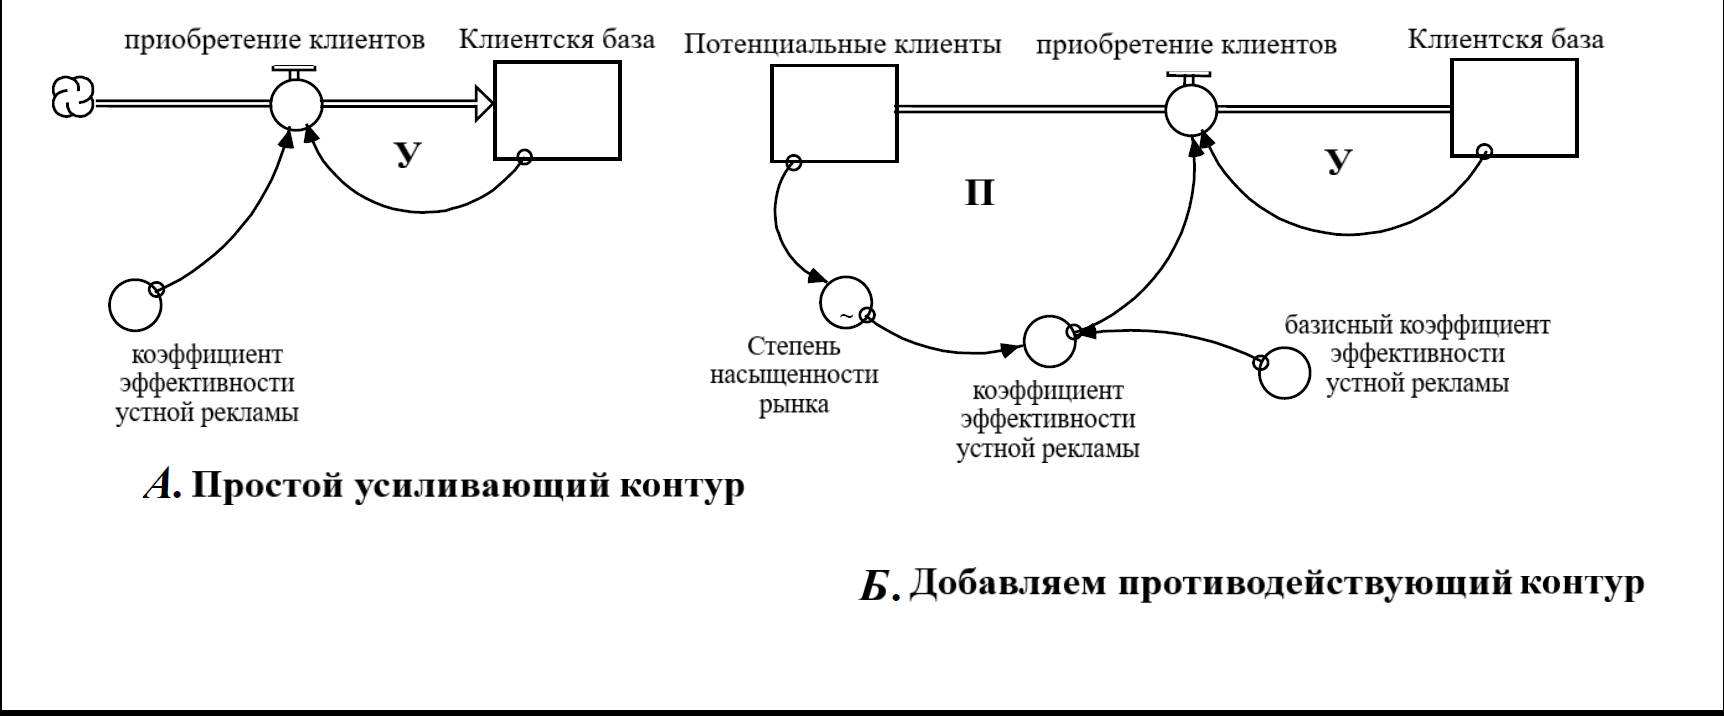 приобретение клиентов
Клиентскя база
У
коэффициент
эффективности
устной рекламы
А. Простой усиливающий контур
Потенциальные клиенты
приобретение клиентов
Клиентскя база
П
У
~
Степень
насыщенности
рынка
коэффициент
эффективности
устной рекламы
базисный коэффициент
эффективности
устной рекламы
Б. Добавляем противодействующий контур